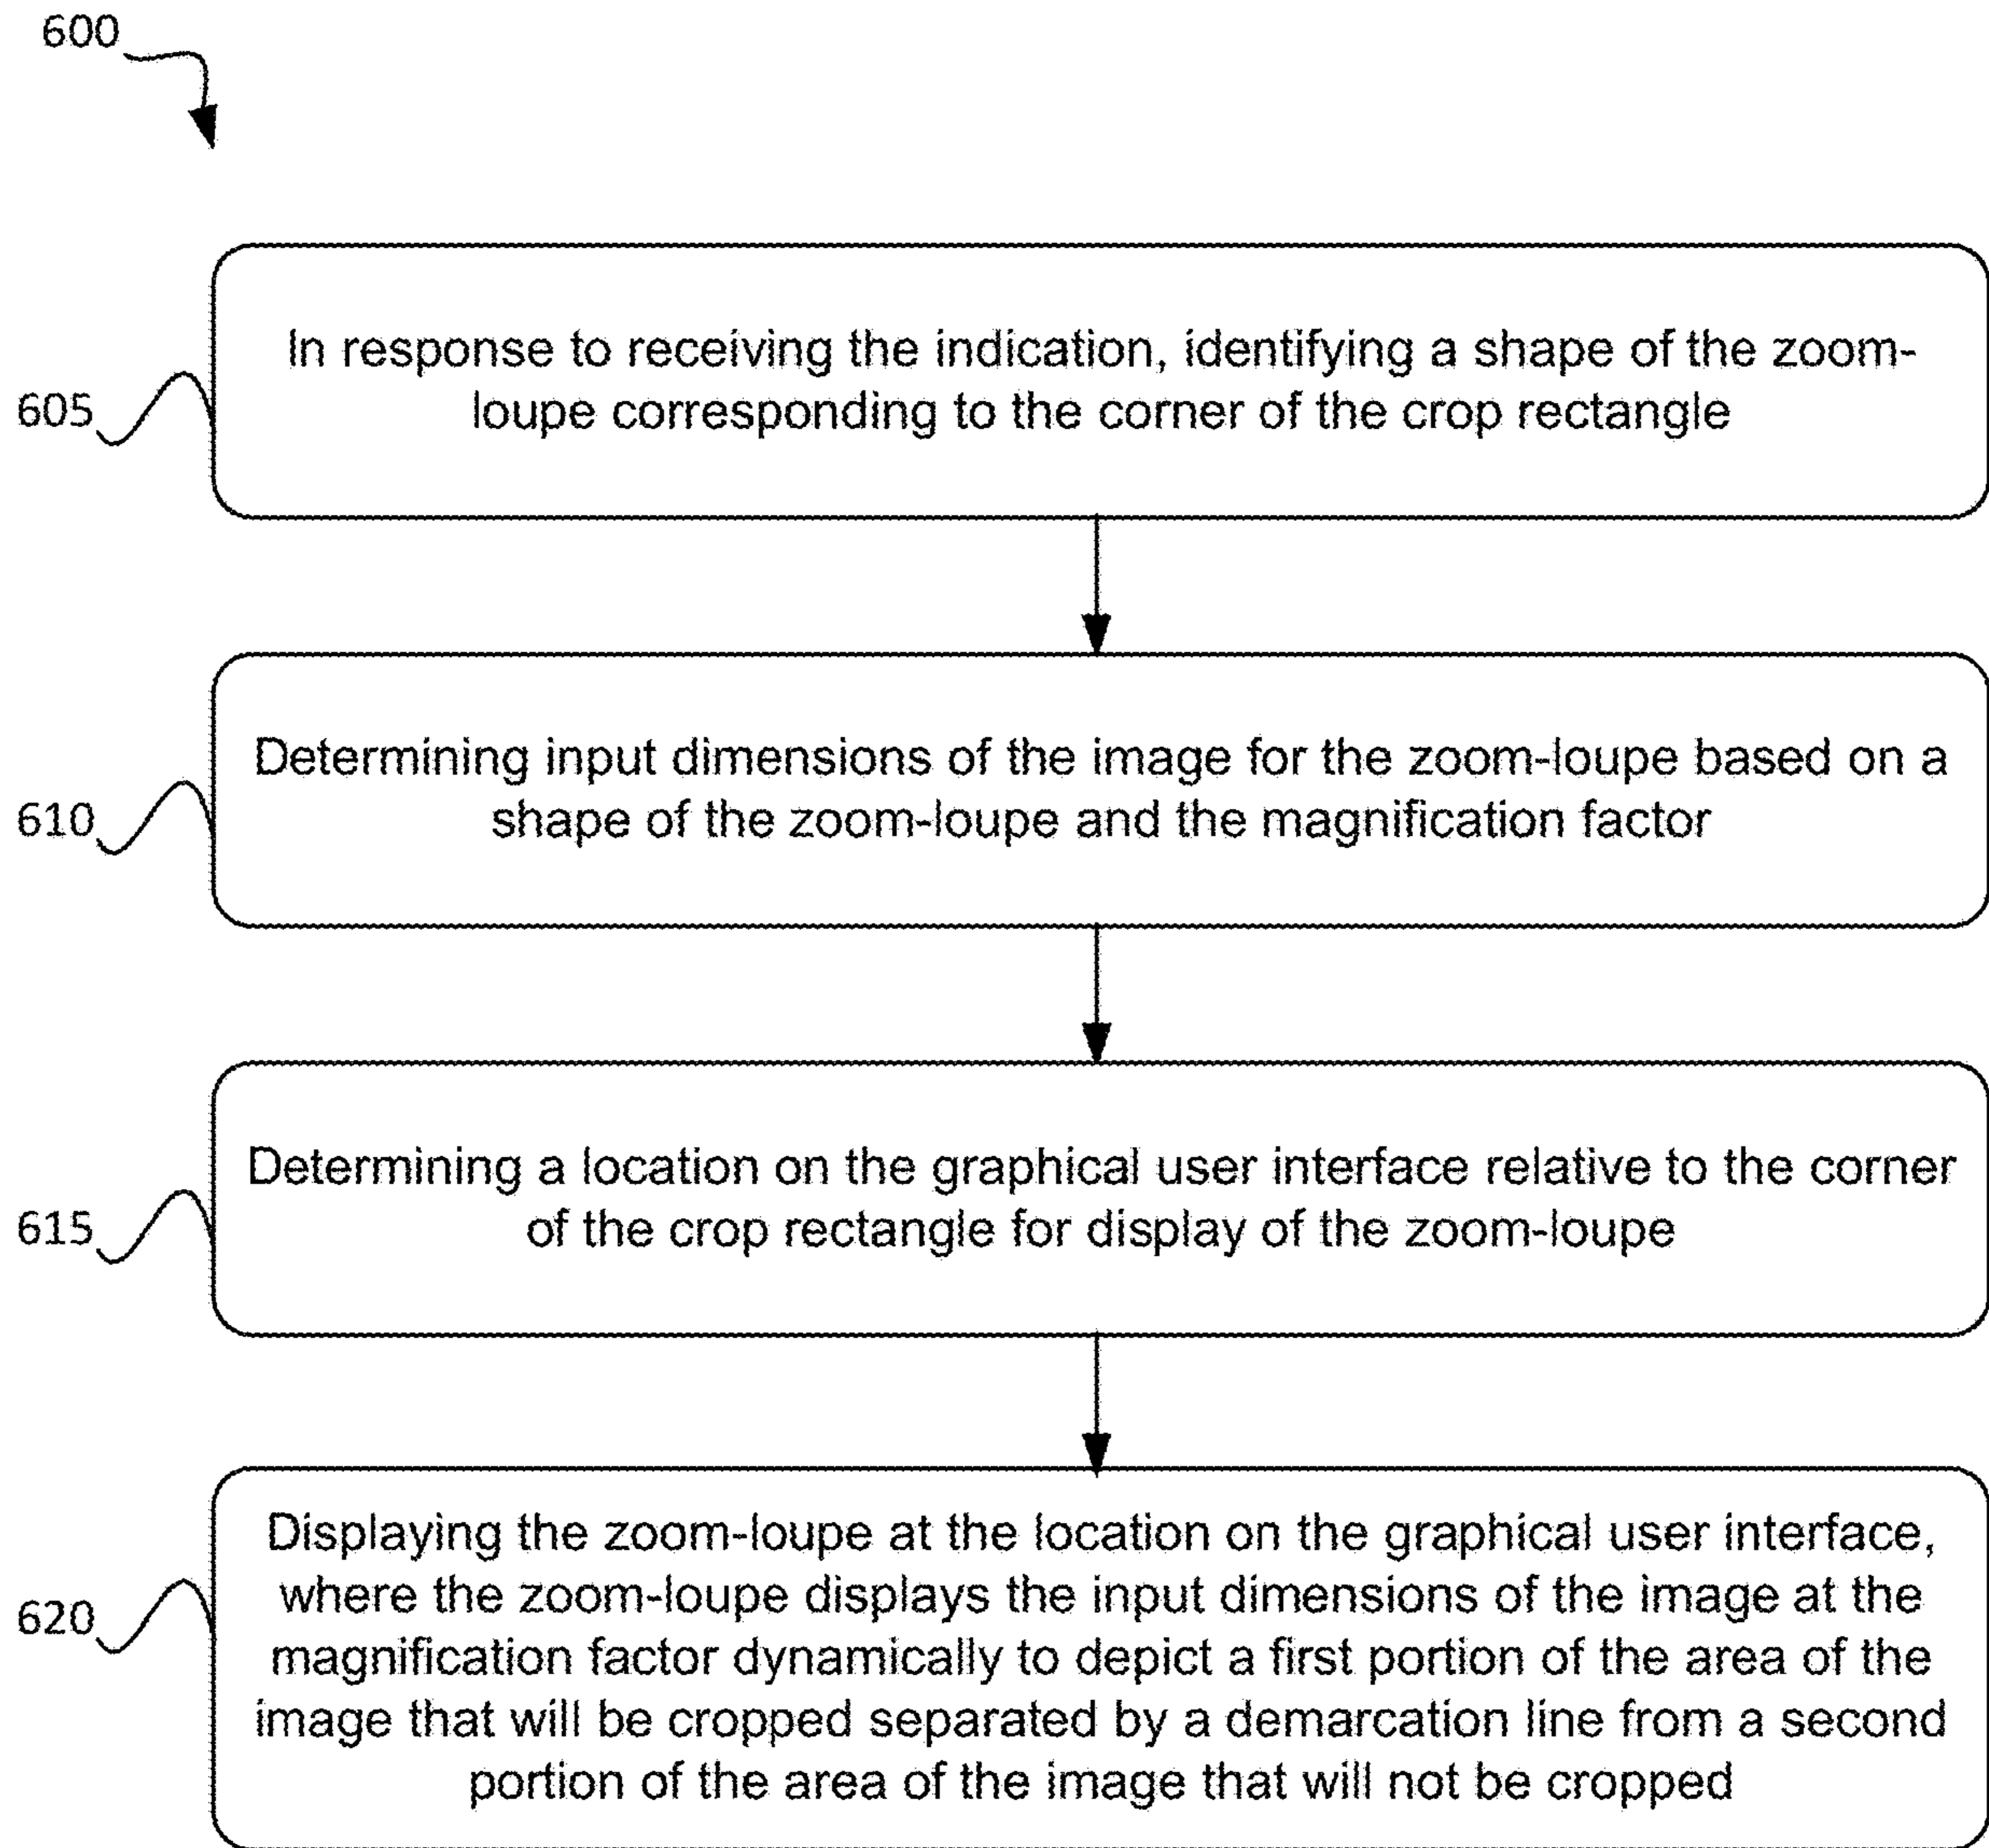 600
In response to receiving the indication, identifying a shape of the zoom-
loupe corresponding to the corner of the crop rectangle
605
Determining input dimensions of the image for the zoom-loupe based on a
shape of the zoom-loupe and the magnification factor
610
Determining a location on the graphical user interface relative to the corner
of the crop rectangle for display of the zoom-loupe
615
Displaying the zoom-loupe at the location on the graphical user interface,
where the zoom-loupe displays the input dimensions of the image at the
magnification factor dynamically to depict a first portion of the area of the
image that will be cropped separated by a demarcation line from a second
portion of the area of the image that will not be cropped
620